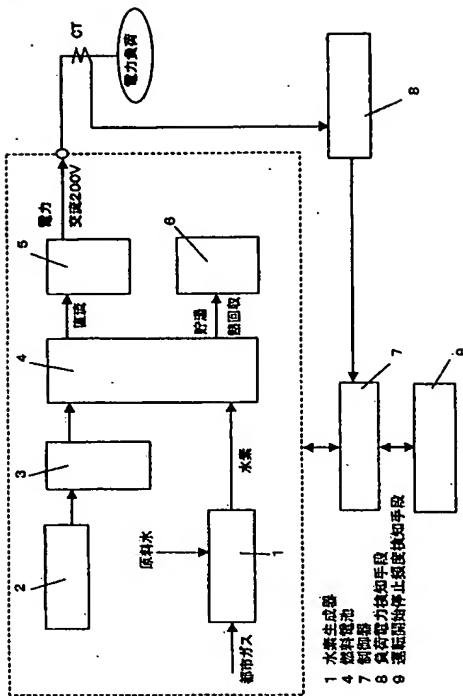 CT
電力負荷
電力
交流200V
5
直流
6
貯湯
熱回収
4
3
2
水素
原料水
1
都市ガス
8
7
9
1 水素生成器
4 燃料電池
7 制御器
8 負荷電力検知手段
9 運転開始停止頻度検知手段